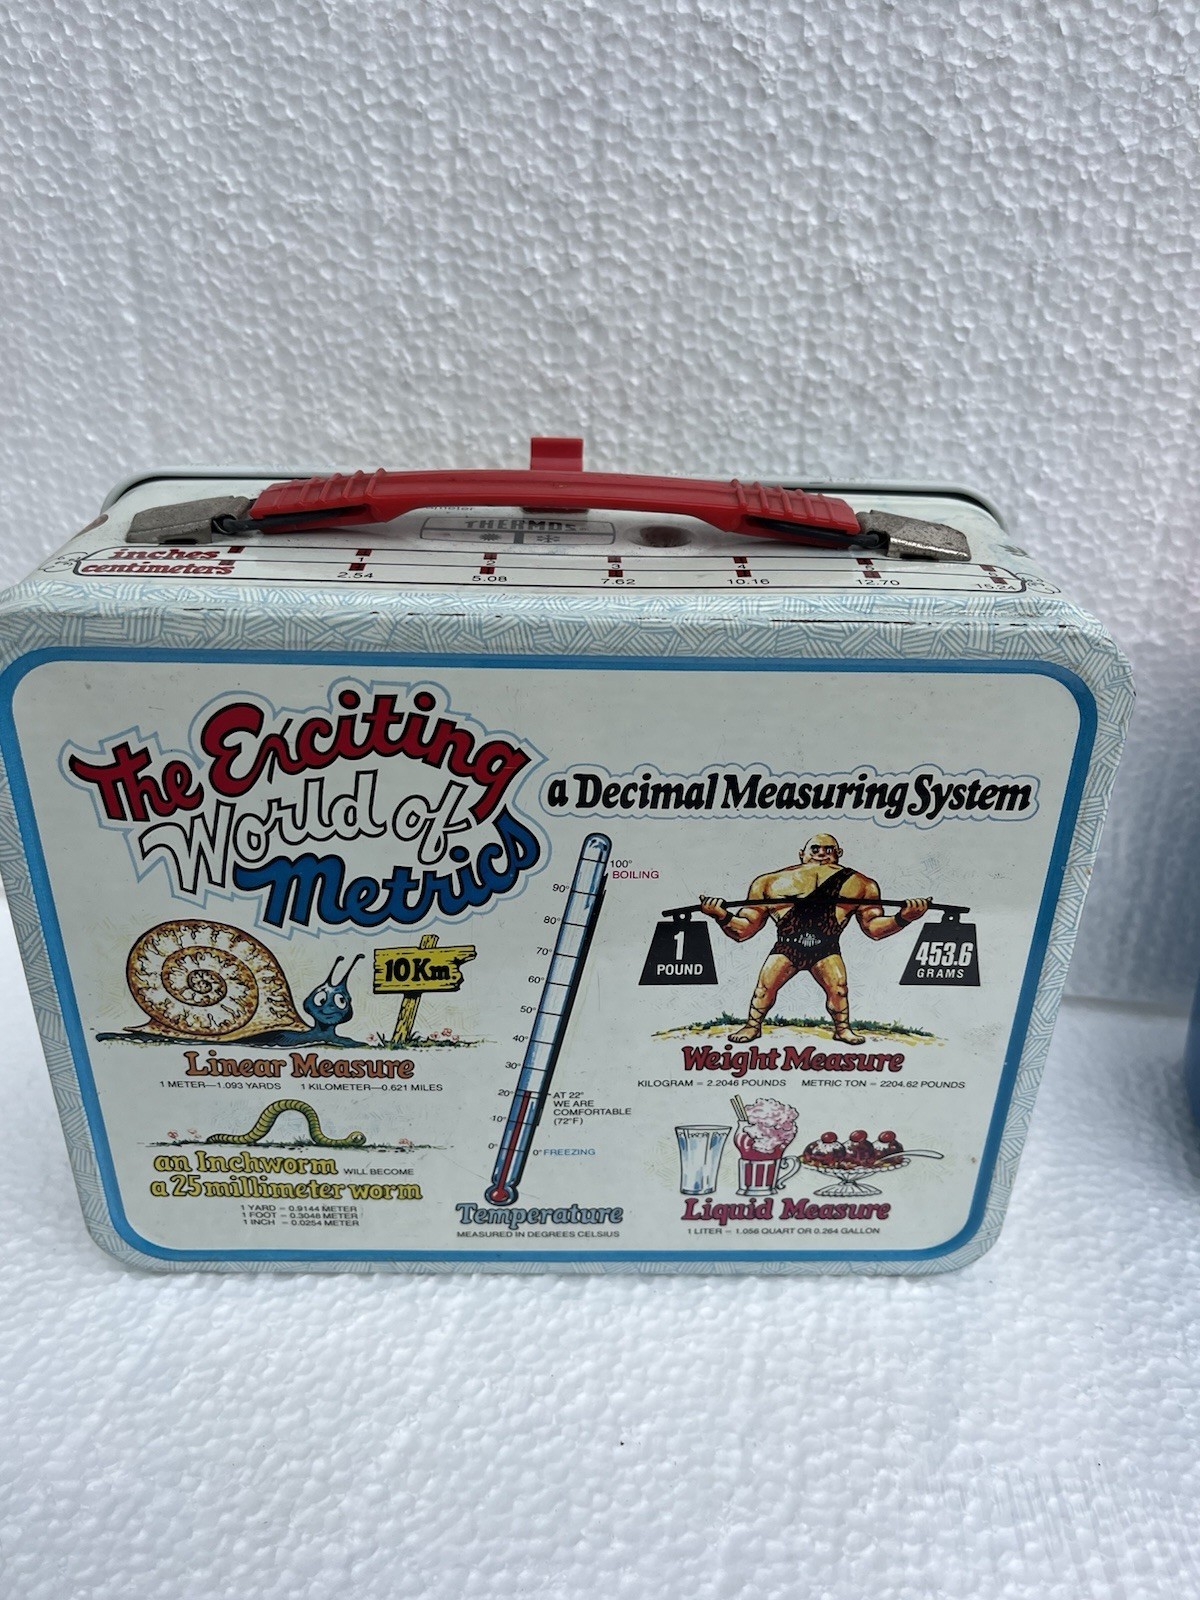 THERMOS
inches 1 2 3 4 5 6
centimeters 2.54 5.08 7.62 10.16 12.70 15.24
The Exciting
World of
Metrics
a Decimal Measuring System
10 Km.
Linear Measure
1 METER—1.093 YARDS 1 KILOMETER—0.621 MILES
an Inchworm WILL BECOME
a 25 millimeter worm
1 YARD = 0.9144 METER
1 FOOT = 0.3048 METER
1 INCH = 0.0254 METER
100°
BOILING
90°
80°
70°
60°
50°
40°
30°
20°
AT 22°
WE ARE
COMFORTABLE
(72°F)
10°
0° 0° FREEZING
Temperature
MEASURED IN DEGREES CELSIUS
1
POUND
453.6
GRAMS
Weight Measure
KILOGRAM = 2.2046 POUNDS METRIC TON = 2204.62 POUNDS
Liquid Measure
1 LITER = 1.056 QUART OR 0.264 GALLON